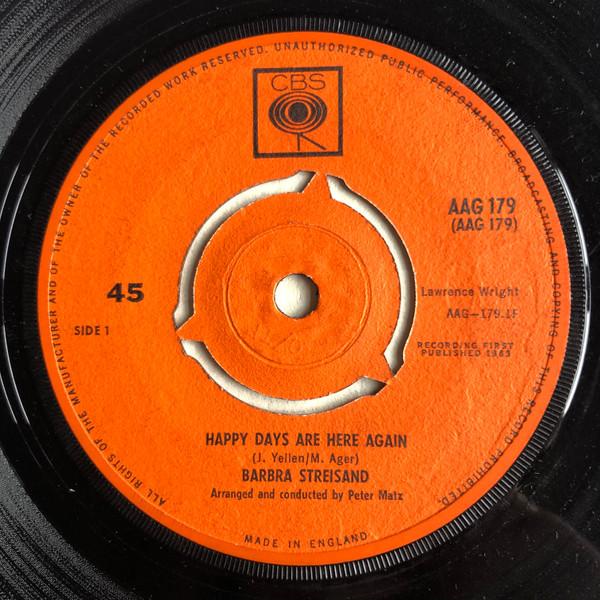 ALL RIGHTS OF THE MANUFACTURER AND OF THE OWNER OF THE RECORDED WORK RESERVED. UNAUTHORIZED PUBLIC PERFORMANCE, BROADCASTING AND COPYING OF THIS RECORD PROHIBITED.
CBS
AAG 179
(AAG 179)
45
Lawrence Wright
AAG—179.1F
SIDE 1
RECORDING FIRST
PUBLISHED 1963
HAPPY DAYS ARE HERE AGAIN
(J. Yellen/M. Ager)
BARBRA STREISAND
Arranged and conducted by Peter Matz
MADE IN ENGLAND